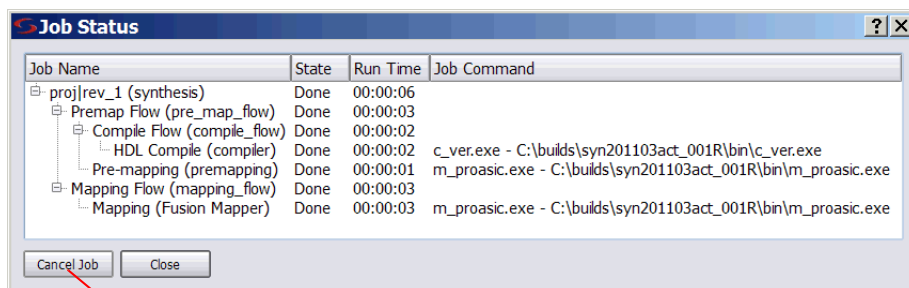 Job Status
Job Name State Run Time Job Command
proj|rev_1 (synthesis) Done 00:00:06
Premap Flow (pre_map_flow) Done 00:00:03
Compile Flow (compile_flow) Done 00:00:02
HDL Compile (compiler) Done 00:00:02 c_ver.exe - C:\builds\syn201103act_001R\bin\c_ver.exe
Pre-mapping (premapping) Done 00:00:01 m_proasic.exe - C:\builds\syn201103act_001R\bin\m_proasic.exe
Mapping Flow (mapping_flow) Done 00:00:03
Mapping (Fusion Mapper) Done 00:00:03 m_proasic.exe - C:\builds\syn201103act_001R\bin\m_proasic.exe
Cancel Job Close